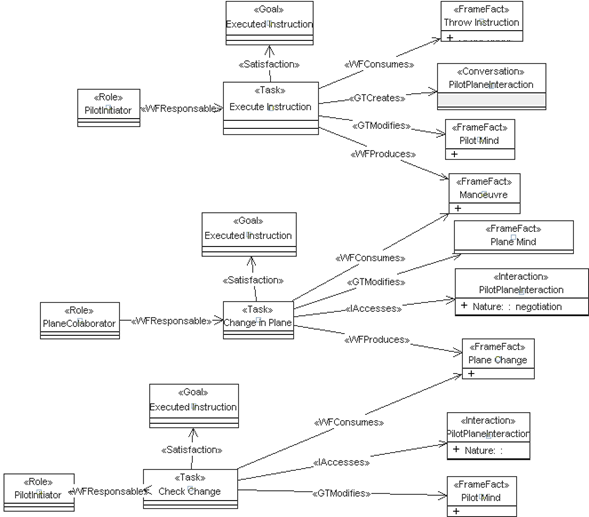 «Goal»
Executed Instruction
«FrameFact»
Throw Instruction
«Satisfaction»
«WFConsumes»
«Conversation»
PilotPlaneInteraction
«Role»
PilotInitiator
«WFResponsable»
«Task»
Execute Instruction
«GTCreates»
«GTModifies»
«FrameFact»
Pilot Mind
+
«WFProduces»
«FrameFact»
Manoeuvre
+
«Goal»
Executed Instruction
«FrameFact»
Plane Mind
«WFConsumes»
«Satisfaction»
«GTModifies»
«Interaction»
PilotPlaneInteraction
+ Nature: : negotiation
«Role»
PlaneColaborator
«WFResponsable»
«Task»
Change in Plane
«IAccesses»
«WFProduces»
«FrameFact»
Plane Change
+
«Goal»
Executed Instruction
«WFConsumes»
«Satisfaction»
«Interaction»
PilotPlaneInteraction
+ Nature: :
«IAccesses»
«Role»
PilotInitiator
«WFResponsable»
«Task»
Check Change
«GTModifies»
«FrameFact»
Pilot Mind
+